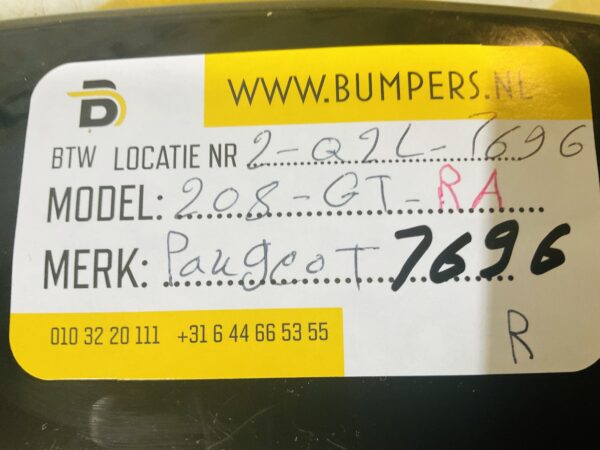 WWW.BUMPERS.NL
BTW LOCATIE NR 2-Q2L-7696
MODEL: 208-GT-RA
MERK: Paugeot 7696
010 32 20 111 +31 6 44 66 53 55
R